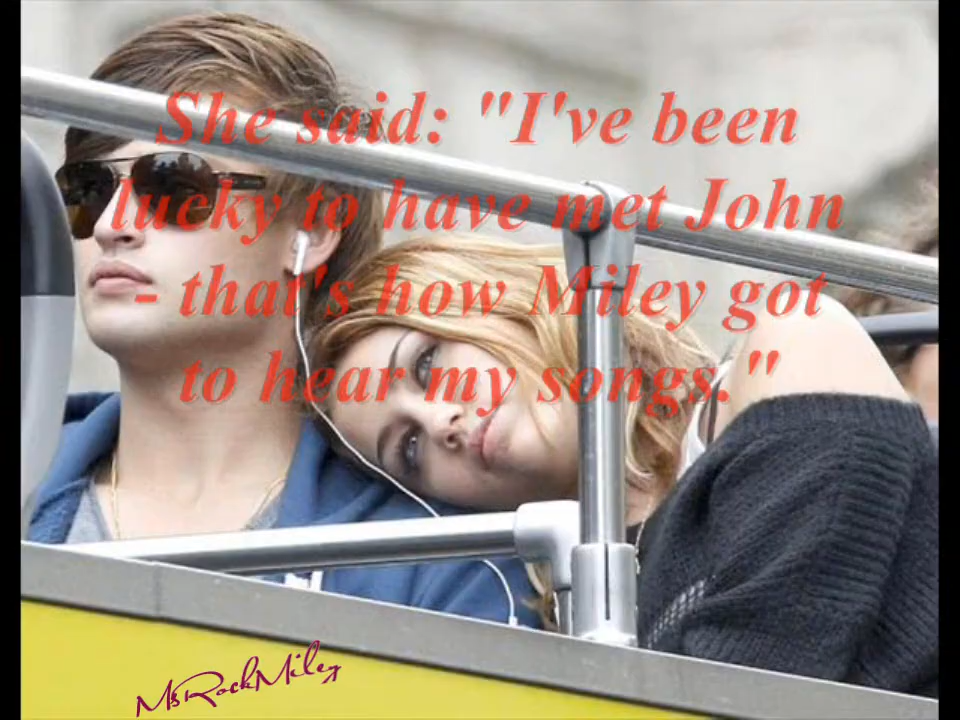 She said: "I've been
lucky to have met John
- that's how Miley got
to hear my songs."
MsRockMiley